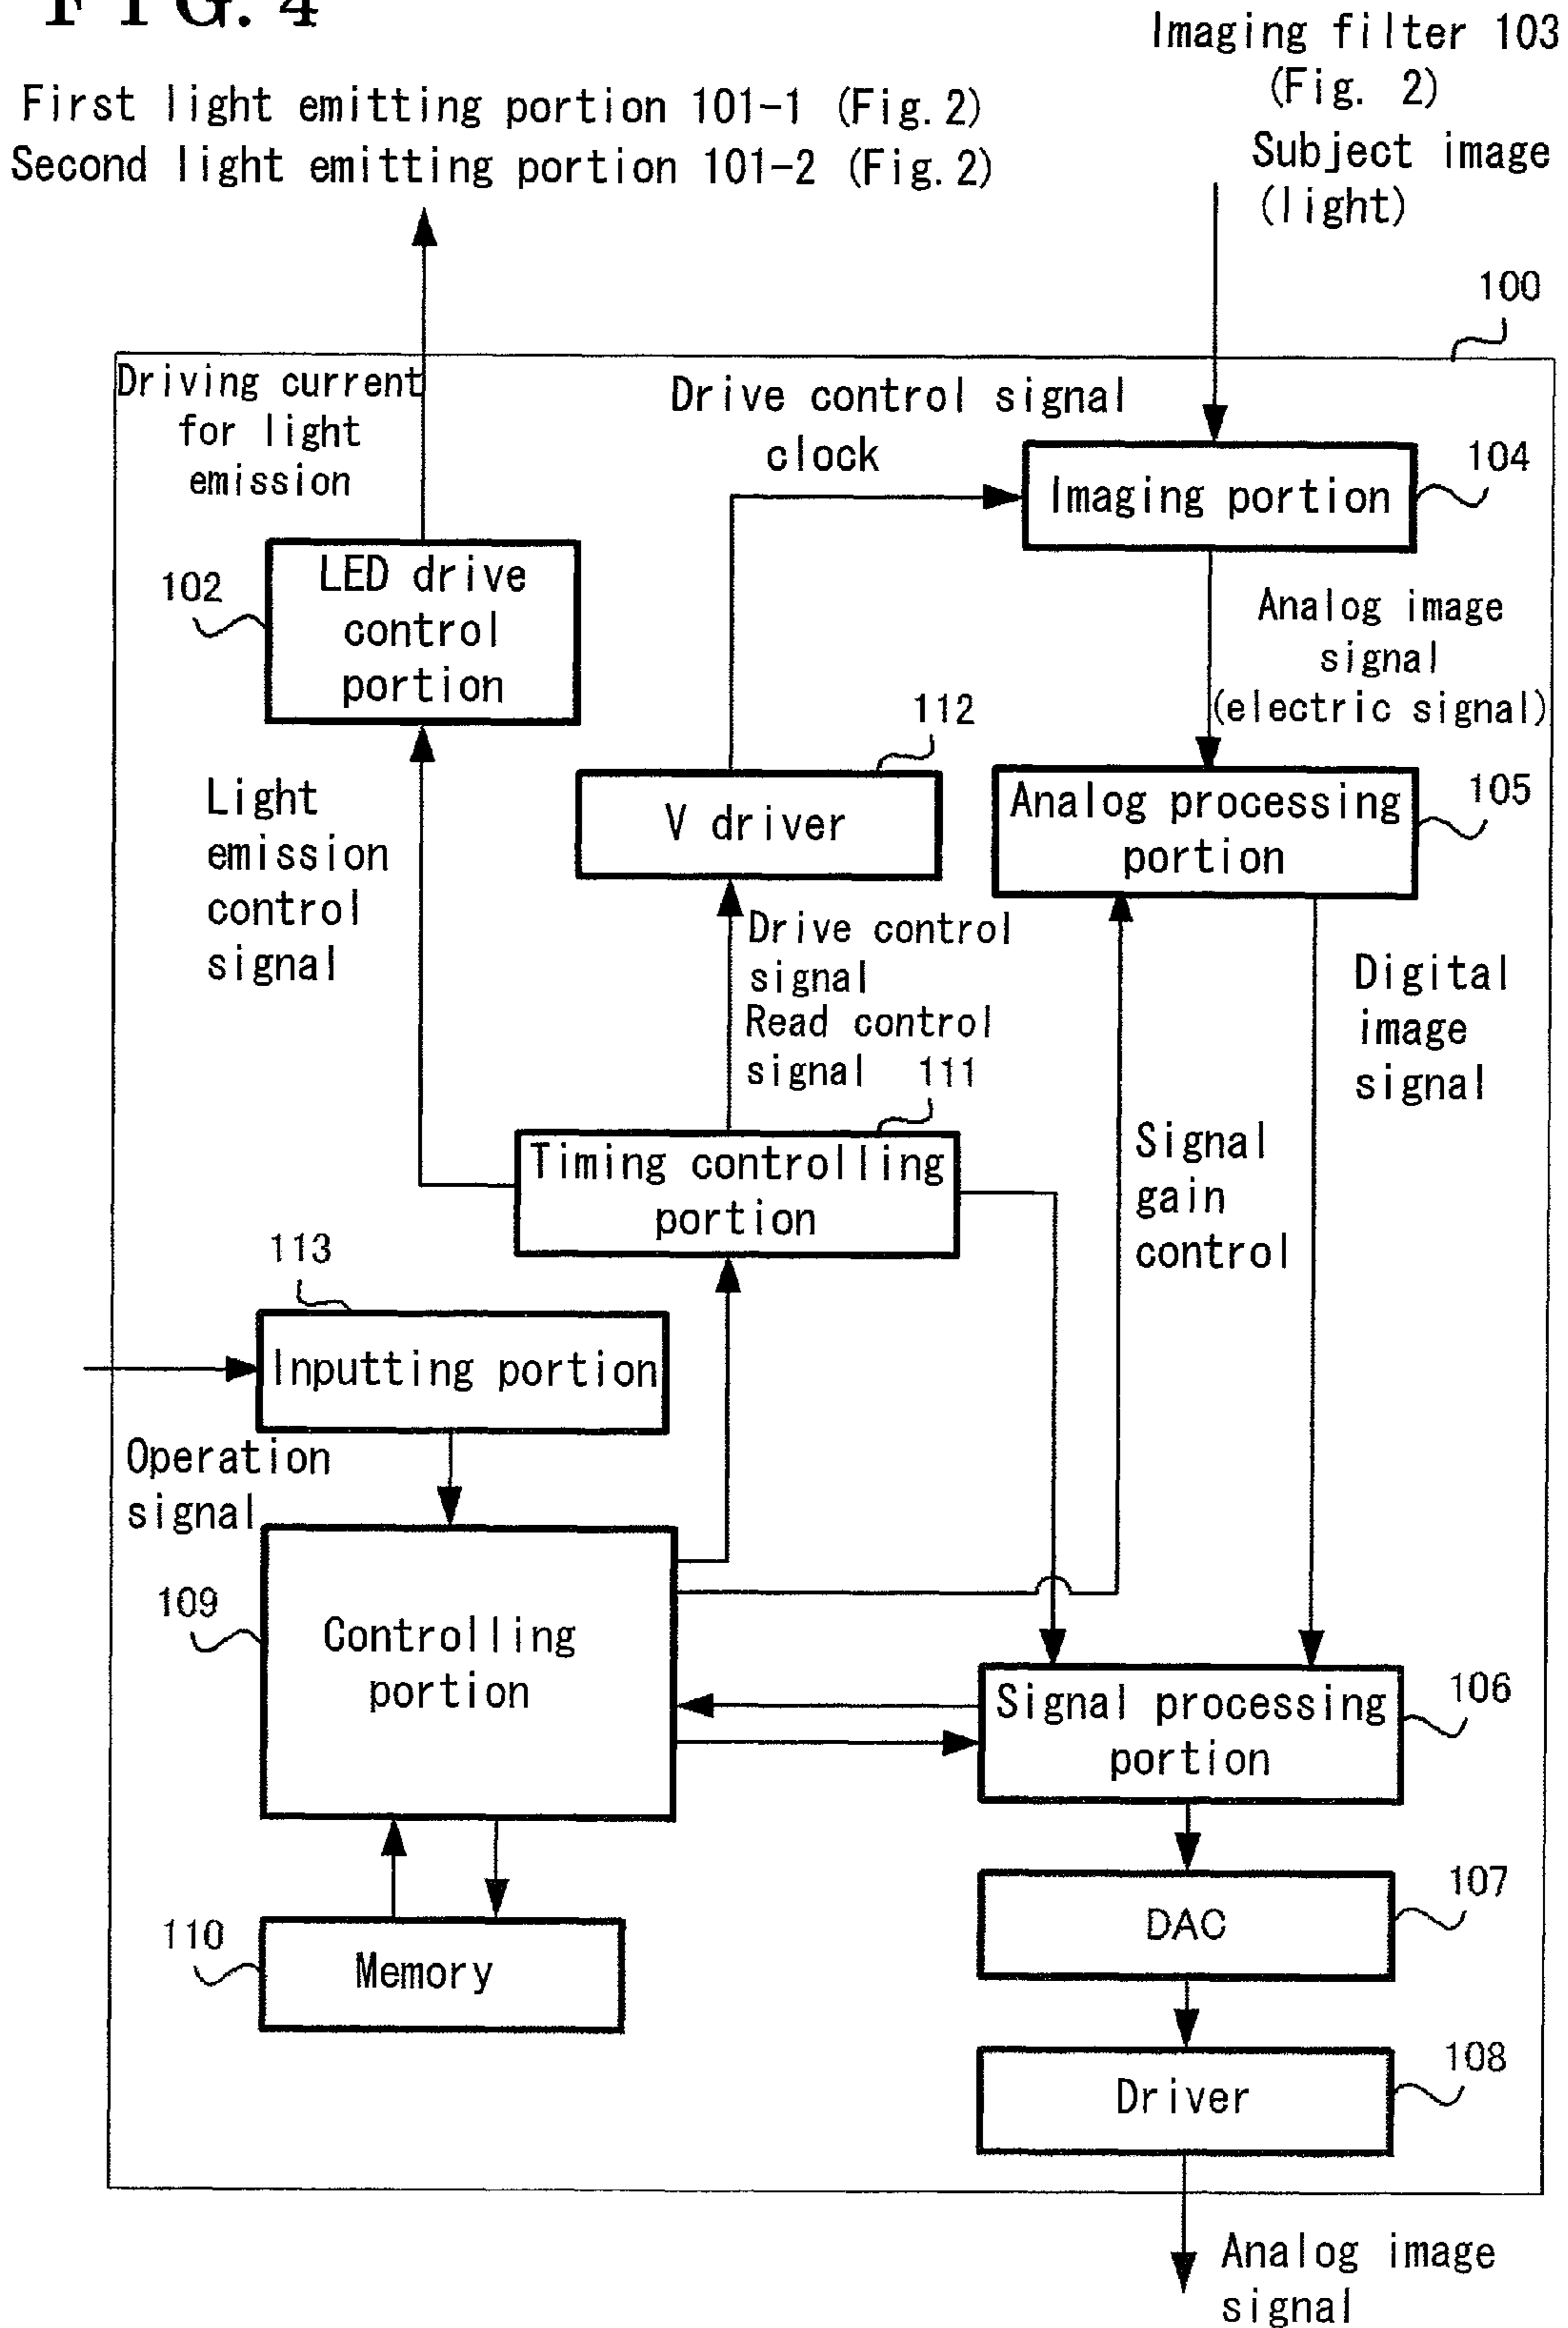 FIG. 4
Imaging filter 103
(Fig. 2)
First light emitting portion 101-1 (Fig. 2)
Second light emitting portion 101-2 (Fig. 2)
Subject image
(light)
100
Driving current
for light
emission
Drive control signal
clock
Imaging portion
104
LED drive
control
portion
102
Analog image
signal
(electric signal)
112
V driver
Analog processing
portion
105
Light
emission
control
signal
Drive control
signal
Read control
signal
111
Digital
image
signal
Timing controlling
portion
Signal
gain
control
113
Inputting portion
Operation
signal
109
Controlling
portion
Signal processing
portion
106
DAC
107
110
Memory
Driver
108
Analog image
signal